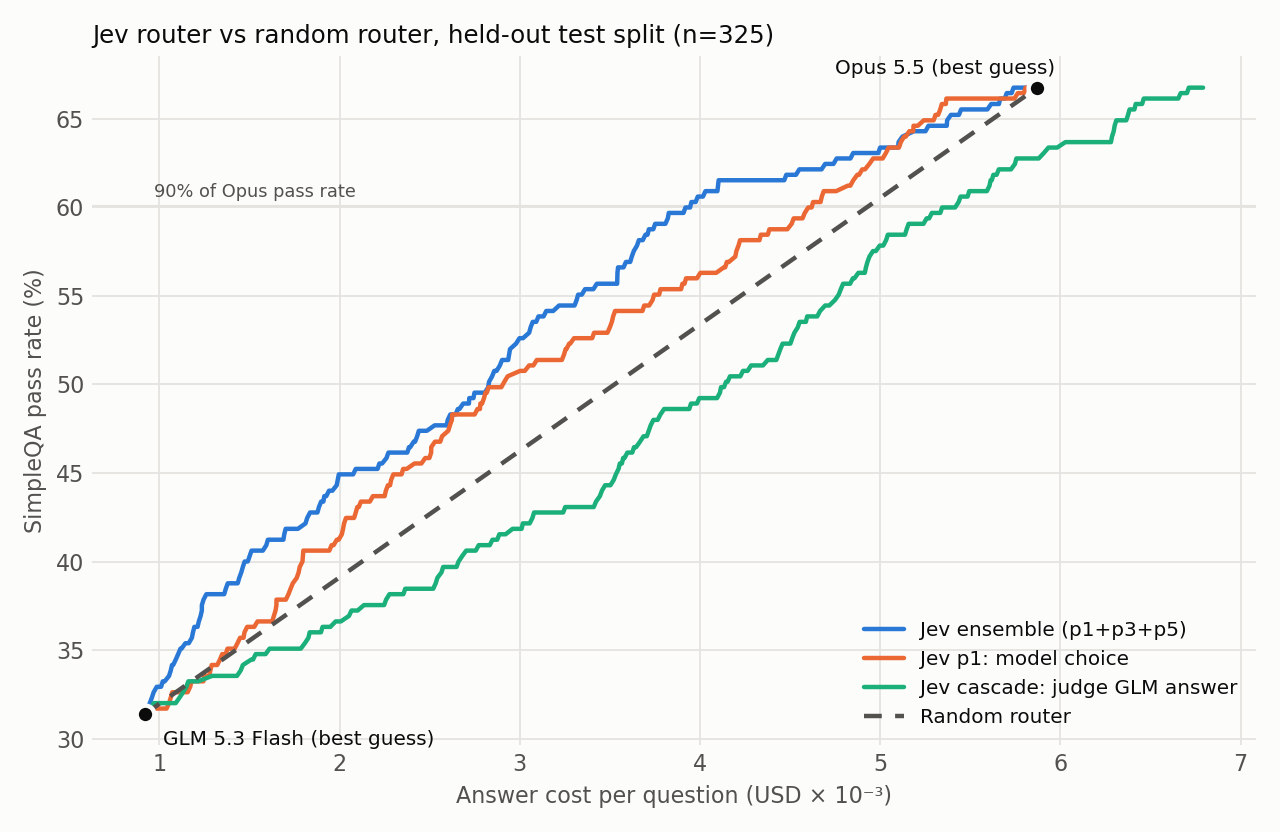 Jev router vs random router, held-out test split (n=325)
Opus 5.5 (best guess)
65
90% of Opus pass rate
60
55
50
45
40
35
30
SimpleQA pass rate (%)
Jev ensemble (p1+p3+p5)
Jev p1: model choice
Jev cascade: judge GLM answer
Random router
GLM 5.3 Flash (best guess)
1 2 3 4 5 6 7
Answer cost per question (USD × 10⁻³)